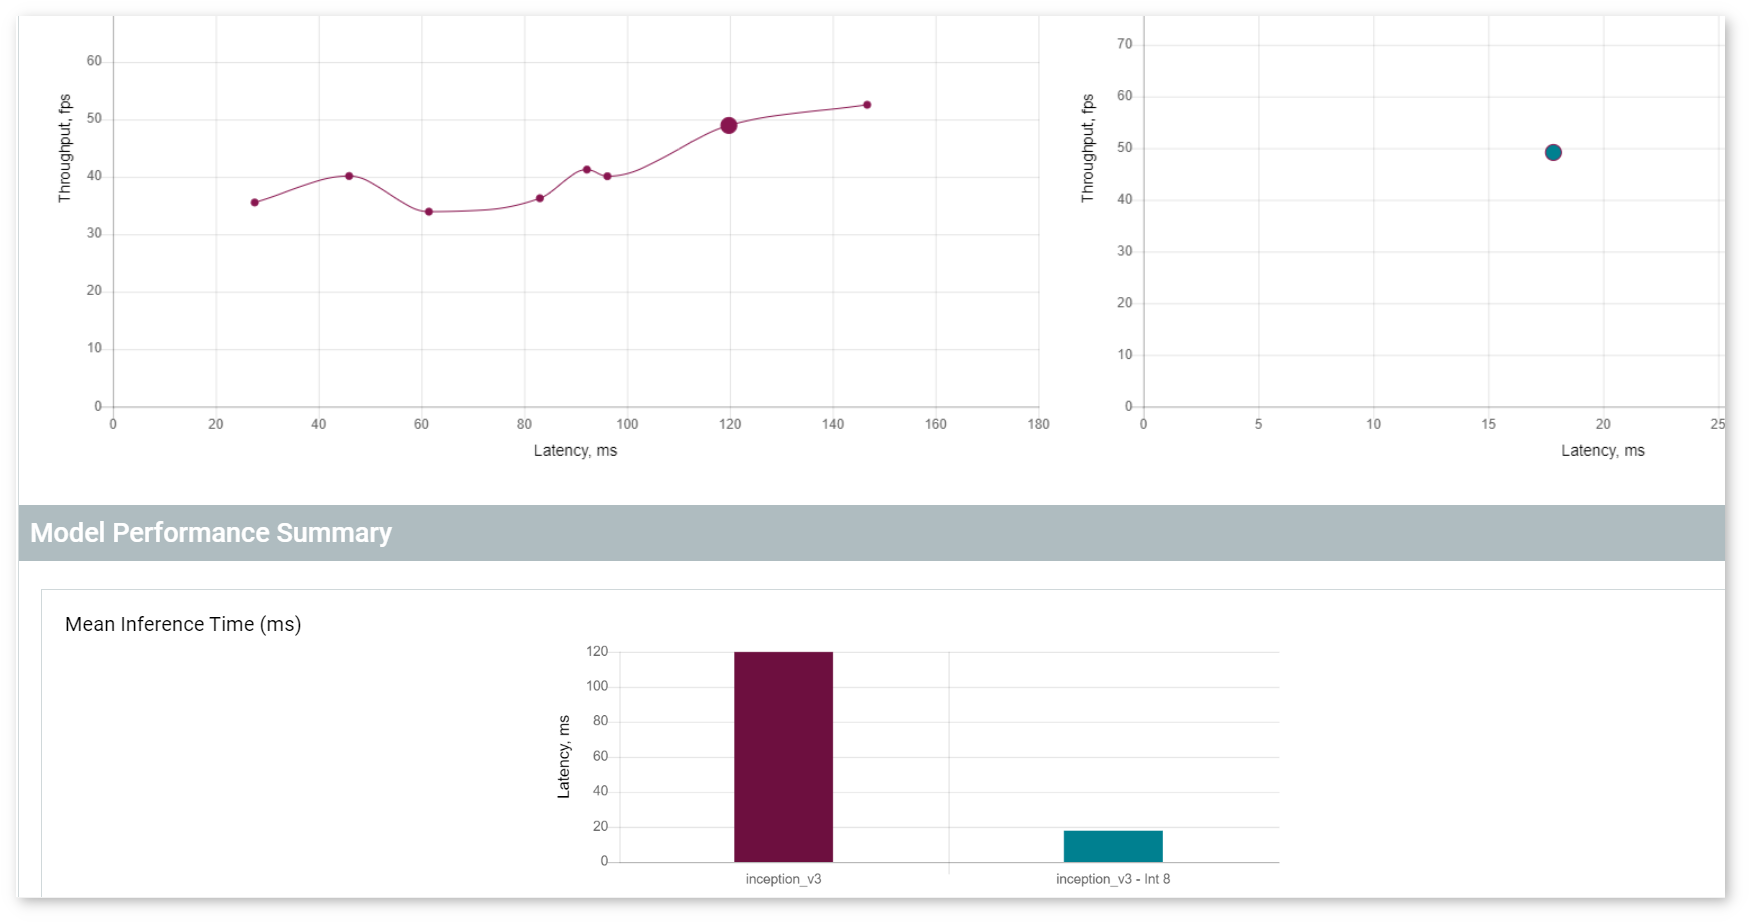 Throughput, fps
60
50
40
30
20
10
0
0 20 40 60 80 100 120 140 160 180
Latency, ms
Throughput, fps
70
60
50
40
30
20
10
0
0 5 10 15 20 25
Latency, ms
Model Performance Summary
Mean Inference Time (ms)
Latency, ms
120
100
80
60
40
20
0
inception_v3 inception_v3 - Int 8